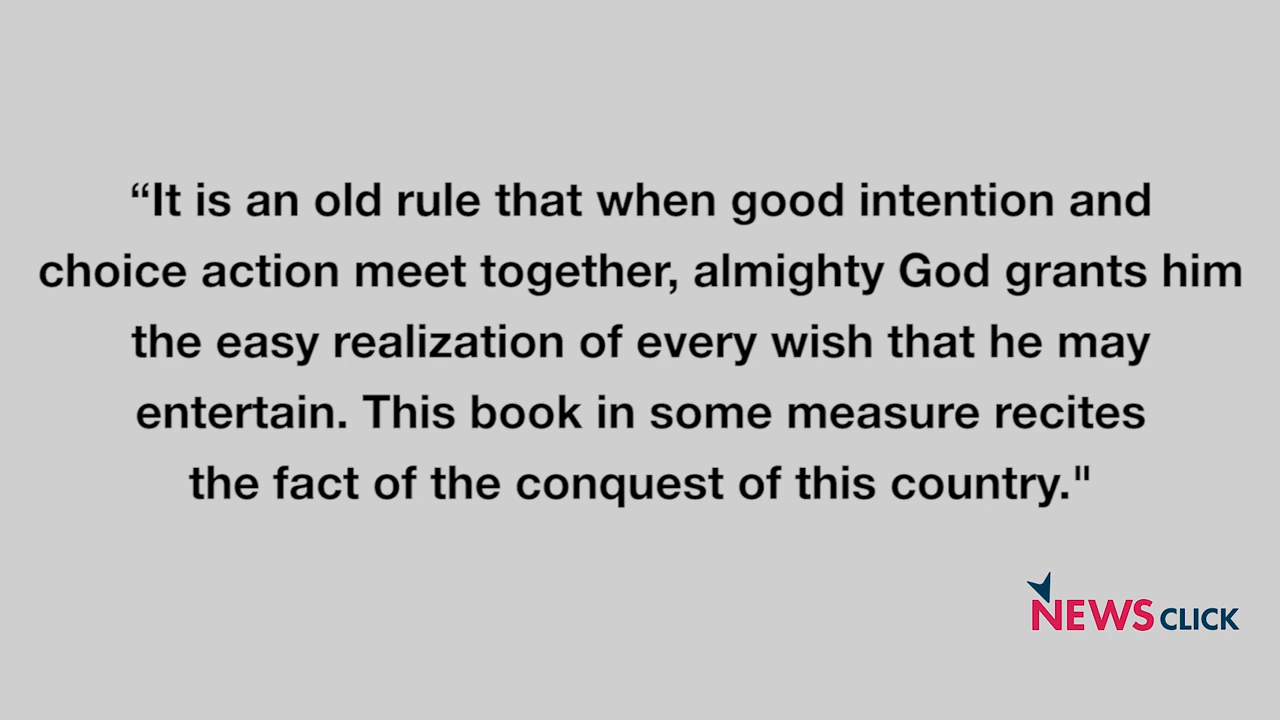 “It is an old rule that when good intention and
choice action meet together, almighty God grants him
the easy realization of every wish that he may
entertain. This book in some measure recites
the fact of the conquest of this country."
NEWSCLICK